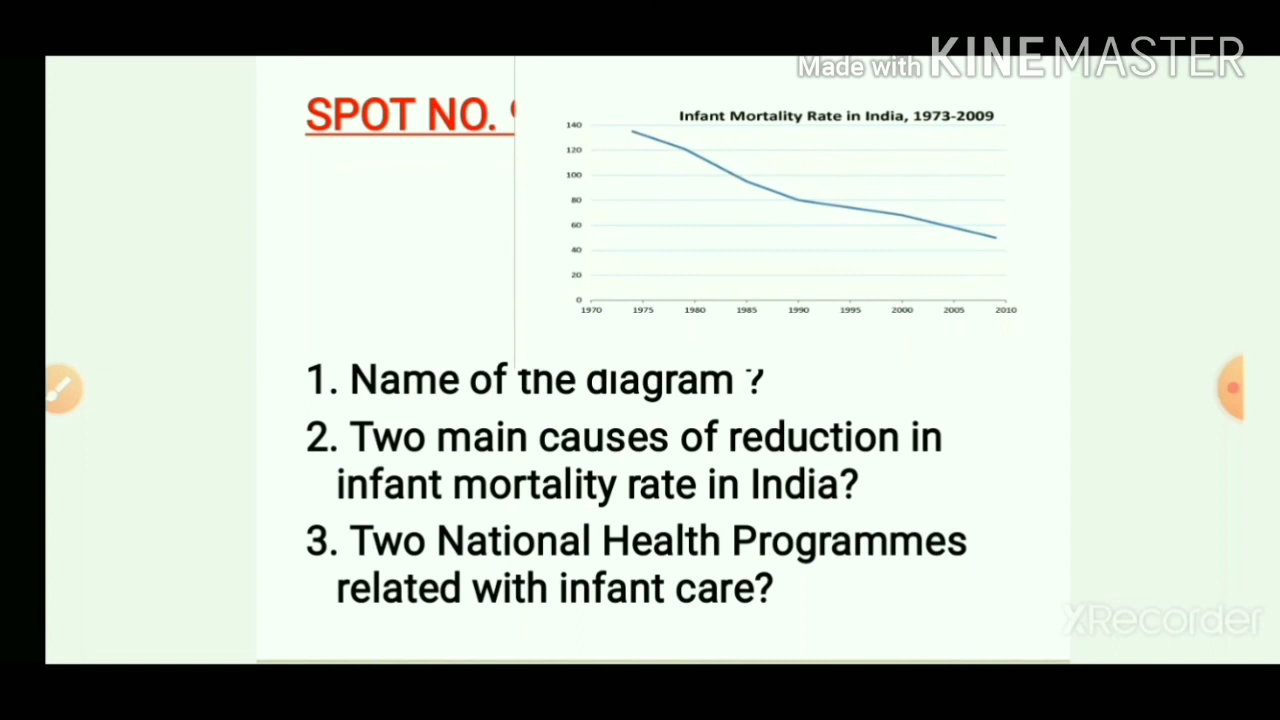 Made with KINEMASTER
SPOT NO.
Infant Mortality Rate in India, 1973-2009
140
120
100
80
60
40
20
0
1970 1975 1980 1985 1990 1995 2000 2005 2010
1. Name of the diagram ?
2. Two main causes of reduction in
infant mortality rate in India?
3. Two National Health Programmes
related with infant care?
XRecorder